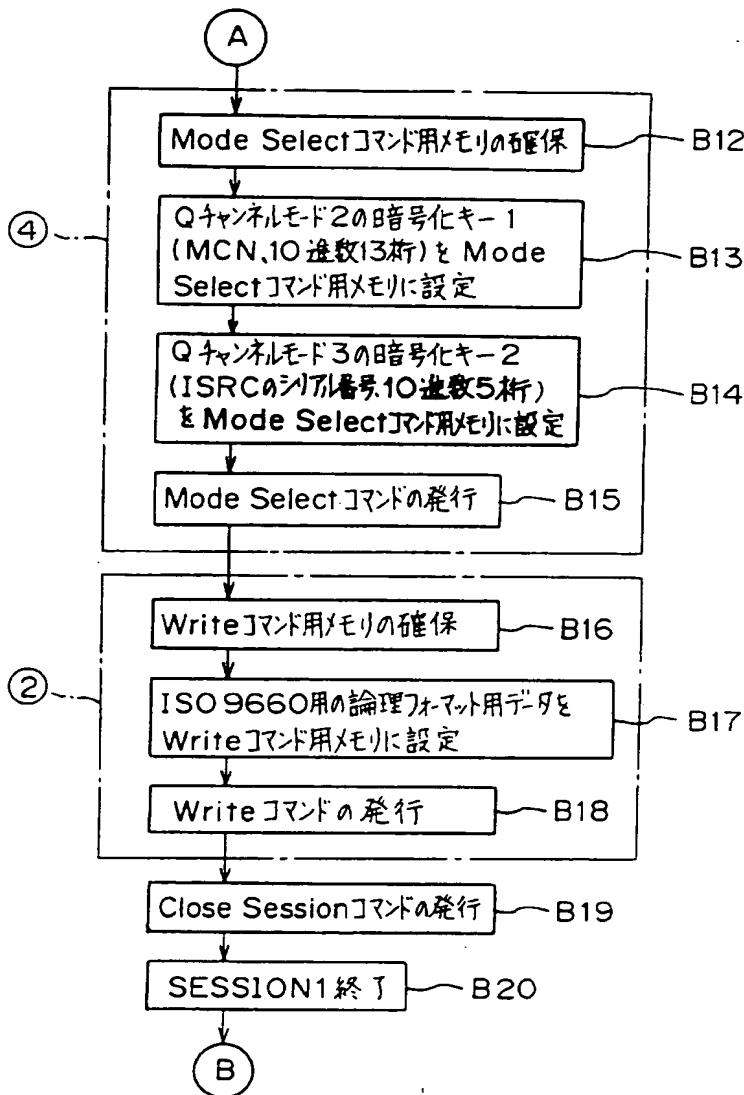 A
Mode Selectコマンド用メモリの確保
B12
④
Qチャンネルモード2の暗号化キー1
(MCN、10進数13桁)を Mode
Selectコマンド用メモリに設定
B13
Qチャンネルモード3の暗号化キー2
(ISRCのシリアル番号、10進数5桁)
を Mode Selectコマンド用メモリに設定
B14
Mode Selectコマンドの発行
B15
Writeコマンド用メモリの確保
B16
②
ISO9660用の論理フォーマット用データを
Writeコマンド用メモリに設定
B17
Writeコマンドの発行
B18
Close Sessionコマンドの発行
B19
SESSION1終了
B20
B